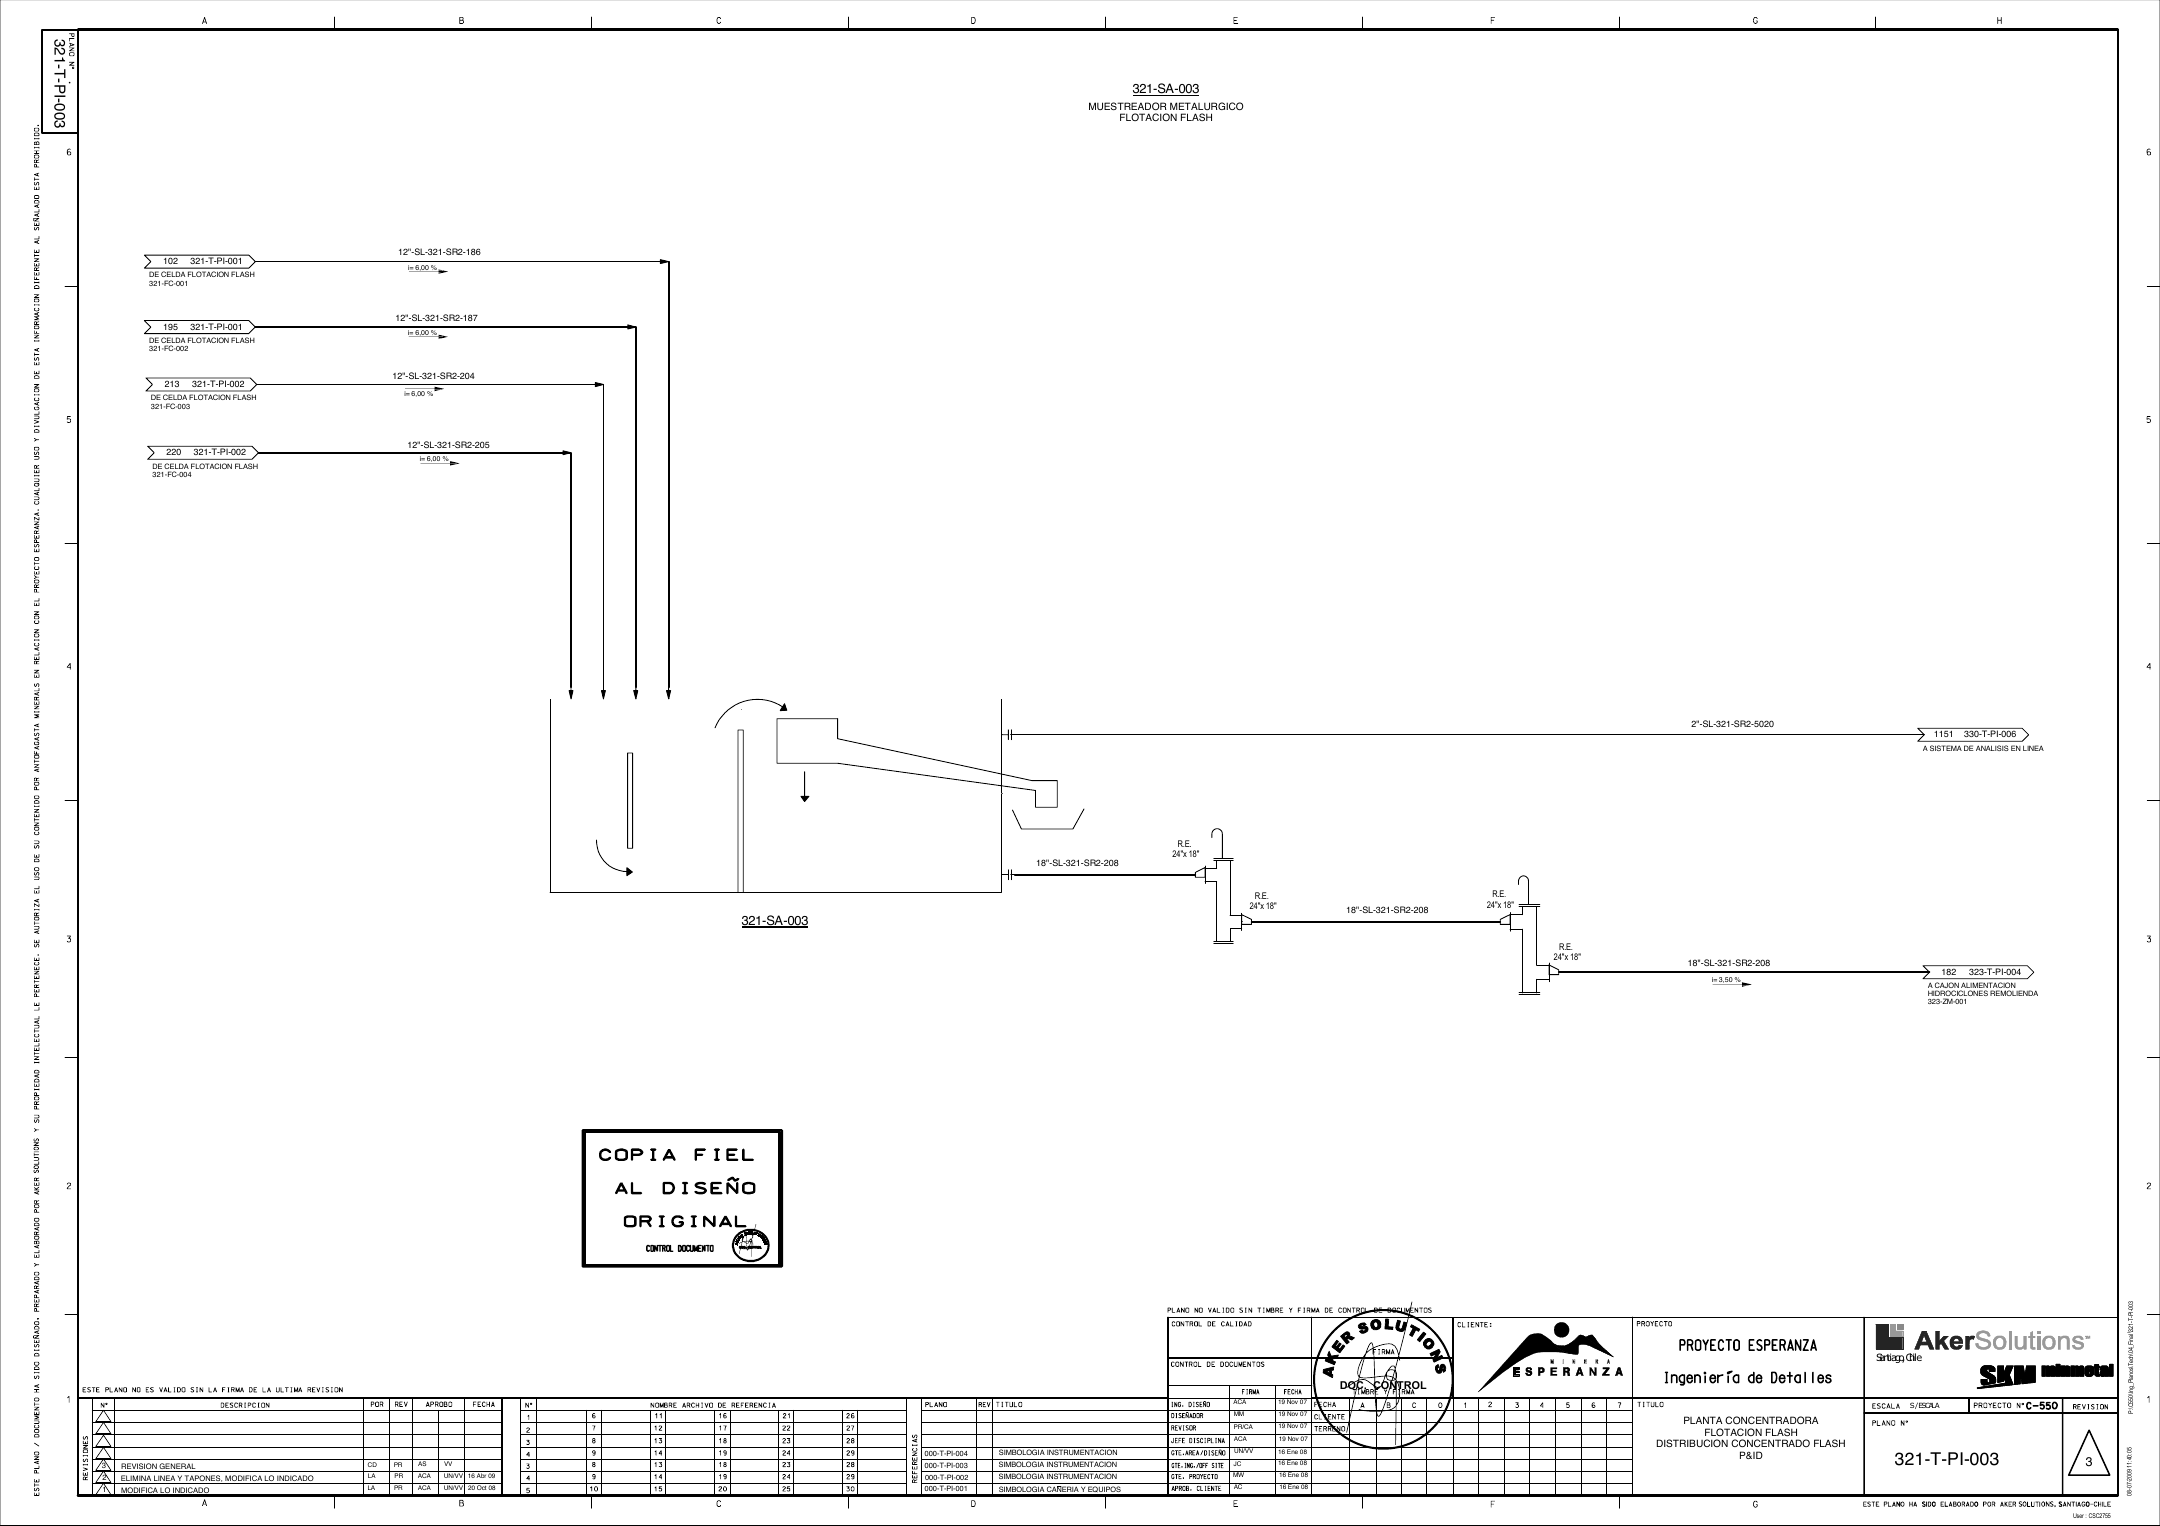 A B C D E F G H
PLANO N°
321-T-PI-003
321-SA-003
MUESTREADOR METALURGICO
FLOTACION FLASH
6 6
12"-SL-321-SR2-186
102 321-T-PI-001
i= 6,00 %
DE CELDA FLOTACION FLASH
321-FC-001
12"-SL-321-SR2-187
195 321-T-PI-001
i= 6,00 %
DE CELDA FLOTACION FLASH
321-FC-002
12"-SL-321-SR2-204
213 321-T-PI-002
i= 6,00 %
DE CELDA FLOTACION FLASH
321-FC-003
5 5
12"-SL-321-SR2-205
220 321-T-PI-002
i= 6,00 %
DE CELDA FLOTACION FLASH
321-FC-004
4 4
2"-SL-321-SR2-5020
1151 330-T-PI-006
A SISTEMA DE ANALISIS EN LINEA
R.E.
24"x 18"
18"-SL-321-SR2-208
R.E.
24"x 18"
18"-SL-321-SR2-208
R.E.
24"x 18"
321-SA-003
3 3
R.E.
24"x 18"
18"-SL-321-SR2-208
i= 3,50 %
182 323-T-PI-004
A CAJON ALIMENTACION
HIDROCICLONES REMOLIENDA
323-ZM-001
COPIA FIEL
AL DISEÑO
ORIGINAL
CONTROL DOCUMENTO
2 2
ESTE PLANO / DOCUMENTO HA SIDO DISEÑADO, PREPARADO Y ELABORADO POR AKER SOLUTIONS Y SU PROPIEDAD INTELECTUAL LE PERTENECE. SE AUTORIZA EL USO DE SU CONTENIDO POR ANTOFAGASTA MINERALS EN RELACION CON EL PROYECTO ESPERANZA. CUALQUIER USO Y DIVULGACION DE ESTA INFORMACION DIFERENTE AL SEÑALADO ESTA PROHIBIDO.
PLANO NO VALIDO SIN TIMBRE Y FIRMA DE CONTROL DE DOCUMENTOS
CONTROL DE CALIDAD
CONTROL DE DOCUMENTOS
AKER SOLUTIONS
FIRMA
DOC. CONTROL
TIMBRE Y FIRMA
CLIENTE:
MINERA
ESPERANZA
PROYECTO
PROYECTO ESPERANZA
Ingeniería de Detalles
AkerSolutions™
Santiago, Chile
SKM minmetal
1 1
ESTE PLANO NO ES VALIDO SIN LA FIRMA DE LA ULTIMA REVISION
REVISIONES
N° DESCRIPCION POR REV APROBO FECHA
3 REVISION GENERAL CD PR AS VV
2 ELIMINA LINEA Y TAPONES, MODIFICA LO INDICADO LA PR ACA UN/VV 16 Abr 09
1 MODIFICA LO INDICADO LA PR ACA UN/VV 20 Oct 08
N° NOMBRE ARCHIVO DE REFERENCIA
1 6 11 16 21 26
2 7 12 17 22 27
3 8 13 18 23 28
4 9 14 19 24 29
3 8 13 18 23 28
4 9 14 19 24 29
5 10 15 20 25 30
REFERENCIAS
PLANO REV TITULO
000-T-PI-004 SIMBOLOGIA INSTRUMENTACION
000-T-PI-003 SIMBOLOGIA INSTRUMENTACION
000-T-PI-002 SIMBOLOGIA INSTRUMENTACION
000-T-PI-001 SIMBOLOGIA CAÑERIA Y EQUIPOS
FIRMA FECHA
ING. DISEÑO ACA 19 Nov 07
DISEÑADOR MM 19 Nov 07
REVISOR PR/CA 19 Nov 07
JEFE DISCIPLINA ACA 19 Nov 07
GTE.AREA/DISEÑO UN/VV 16 Ene 08
GTE.ING./OFF SITE JC 16 Ene 08
GTE. PROYECTO MW 16 Ene 08
APROB. CLIENTE AC 16 Ene 08
FECHA A B C 0 1 2 3 4 5 6 7
CLIENTE
TERRENO/
TITULO
PLANTA CONCENTRADORA
FLOTACION FLASH
DISTRIBUCION CONCENTRADO FLASH
P&ID
ESCALA S/ESCALA PROYECTO N° C-550 REVISION
PLANO N°
321-T-PI-003
3
A B C D E F G
ESTE PLANO HA SIDO ELABORADO POR AKER SOLUTIONS. SANTIAGO-CHILE
User : CSC2755